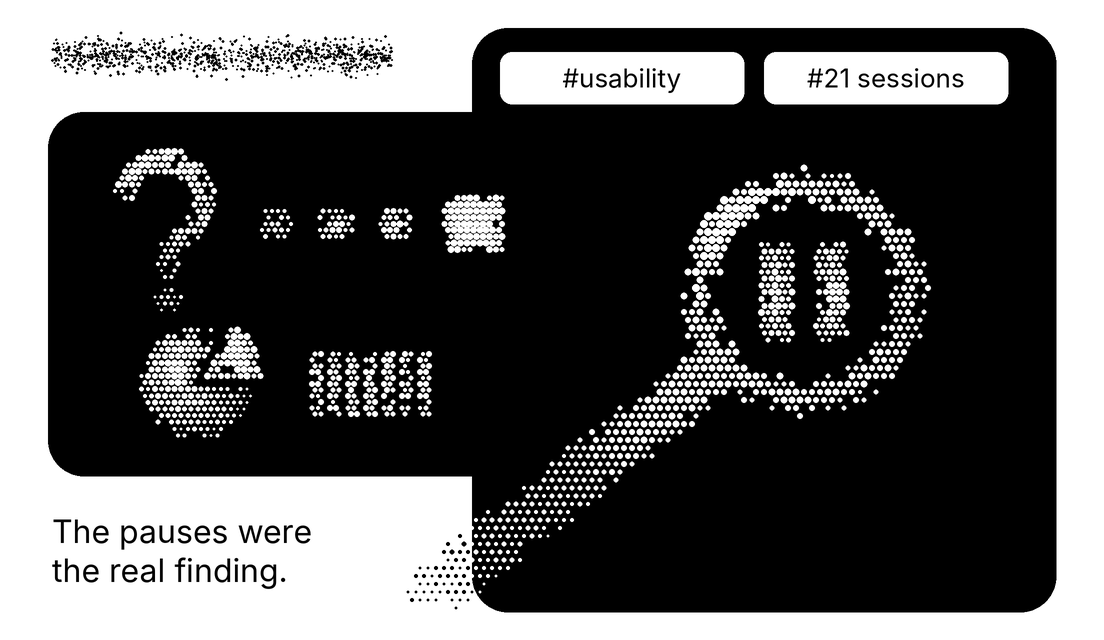 #usability
#21 sessions
?
The pauses were
the real finding.